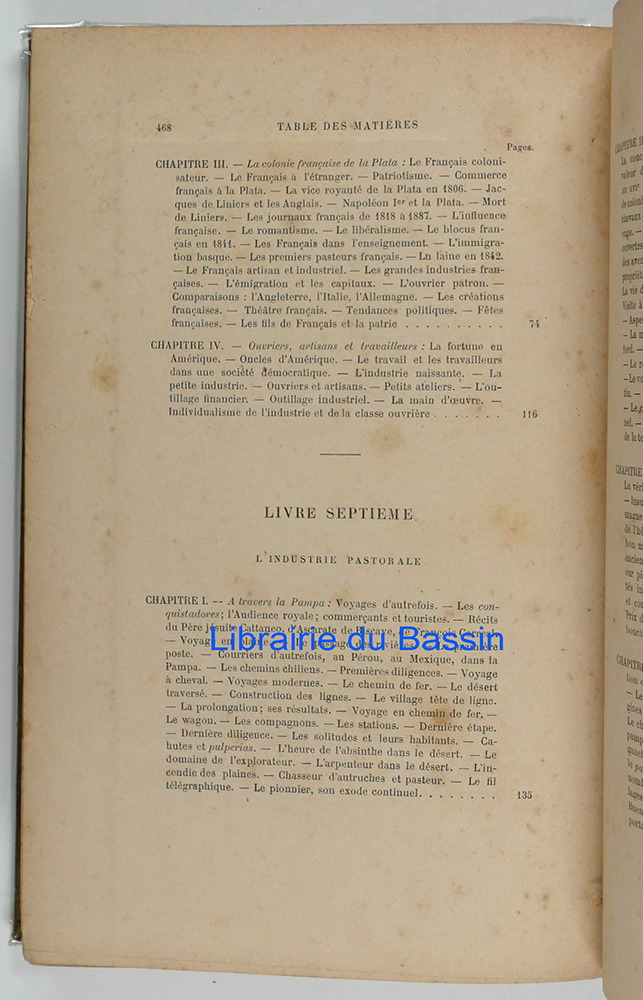 468 TABLE DES MATIÈRES
Pages.
CHAPITRE III. — La colonie française de la Plata : Le Français coloni-
sateur. — Le Français à l'étranger. — Patriotisme. — Commerce
français à la Plata. — La vice royauté de la Plata en 1806. — Jac-
ques de Liniers et les Anglais. — Napoléon Ier et la Plata. — Mort
de Liniers. — Les journaux français de 1818 à 1887. — L'influence
française. — Le romantisme. — Le libéralisme. — Le blocus fran-
çais en 1841. — Les Français dans l'enseignement. — L'immigra-
tion basque. — Les premiers pasteurs français. — La laine en 1842.
— Le Français artisan et industriel. — Les grandes industries fran-
çaises. — L'émigration et les capitaux. — L'ouvrier patron. —
Comparaisons : l'Angleterre, l'Italie, l'Allemagne. — Les créations
françaises. — Théâtre français. — Tendances politiques. — Fêtes
françaises. — Les fils de Français et la patrie . . . . . . . . . . 74
CHAPITRE IV. — Ouvriers, artisans et travailleurs : La fortune en
Amérique. — Oncles d'Amérique. — Le travail et les travailleurs
dans une société démocratique. — L'industrie naissante. — La
petite industrie. — Ouvriers et artisans. — Petits ateliers. — L'ou-
tillage financier. — Outillage industriel. — La main d'œuvre. —
Individualisme de l'industrie et de la classe ouvrière . . . . . . . 116
LIVRE SEPTIEME
L'INDUSTRIE PASTORALE
CHAPITRE I. — A travers la Pampa : Voyages d'autrefois. — Les con-
quistadores ; l'Audience royale ; commerçants et touristes. — Récits
du Père jésuite Cattaneo, d'Ascarate de Biscaye,
Librairie du Bassin
— Voyage en
poste. — Courriers d'autrefois, au Pérou, au Mexique, dans la
Pampa. — Les chemins chiliens. — Premières diligences. — Voyage
à cheval. — Voyages modernes. — Le chemin de fer. — Le désert
traversé. — Construction des lignes. — Le village tête de ligne.
— La prolongation ; ses résultats. — Voyage en chemin de fer. —
Le wagon. — Les compagnons. — Les stations. — Dernière étape.
— Dernière diligence. — Les solitudes et leurs habitants. — Ca-
hutes et pulperias. — L'heure de l'absinthe dans le désert. — Le
domaine de l'explorateur. — L'arpenteur dans le désert. — L'in-
cendie des plaines. — Chasseur d'autruches et pasteur. — Le fil
télégraphique. — Le pionnier, son exode continuel. . . . . . . . . 135